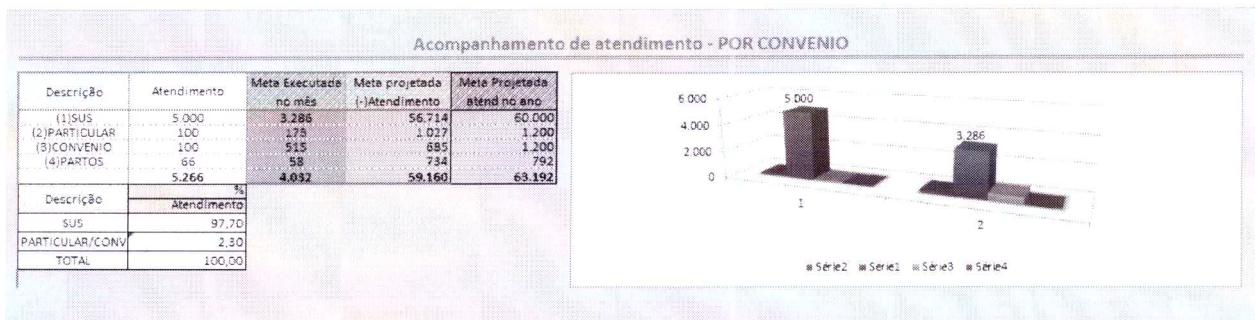 Acompanhamento de atendimento - POR CONVENIO
Descrição Atendimento Meta Executada no mês Meta projetada (-)Atendimento Meta Projetada atend no ano
(1)SUS 5.000 3.286 56.714 60.000
(2)PARTICULAR 100 173 1.027 1.200
(3)CONVENIO 100 515 685 1.200
(4)PARTOS 66 58 734 792
5.266 4.032 59.160 63.192
Descrição % Atendimento
SUS 97,70
PARTICULAR/CONV 2,30
TOTAL 100,00
6.000
4.000
2.000
0
5.000
3.286
1
2
Série2 Série1 Série3 Série4